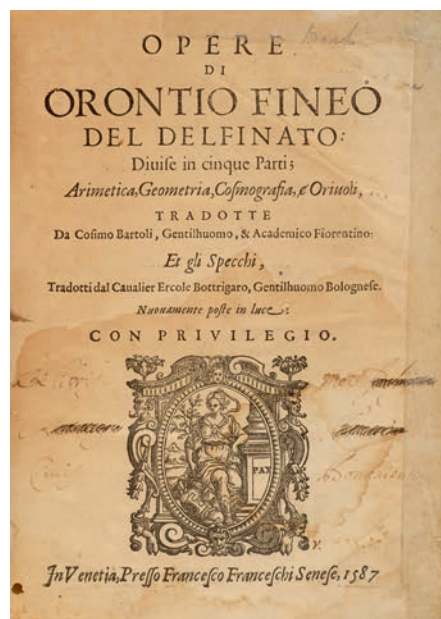 OPERE
DI
ORONTIO FINEO
DEL DELFINATO:
Diuise in cinque Parti;
Arimetica, Geometria, Cosmografia, & Oriuoli,
TRADOTTE
Da Cosimo Bartoli, Gentilhuomo, & Academico Fiorentino:
Et gli Specchi,
Tradotti dal Caualier Ercole Bottrigaro, Gentilhuomo Bolognese.
Nuouamente poste in luce:
CON PRIVILEGIO.
PAX
In Venetia, Presso Francesco Franceschi Senese, 1587